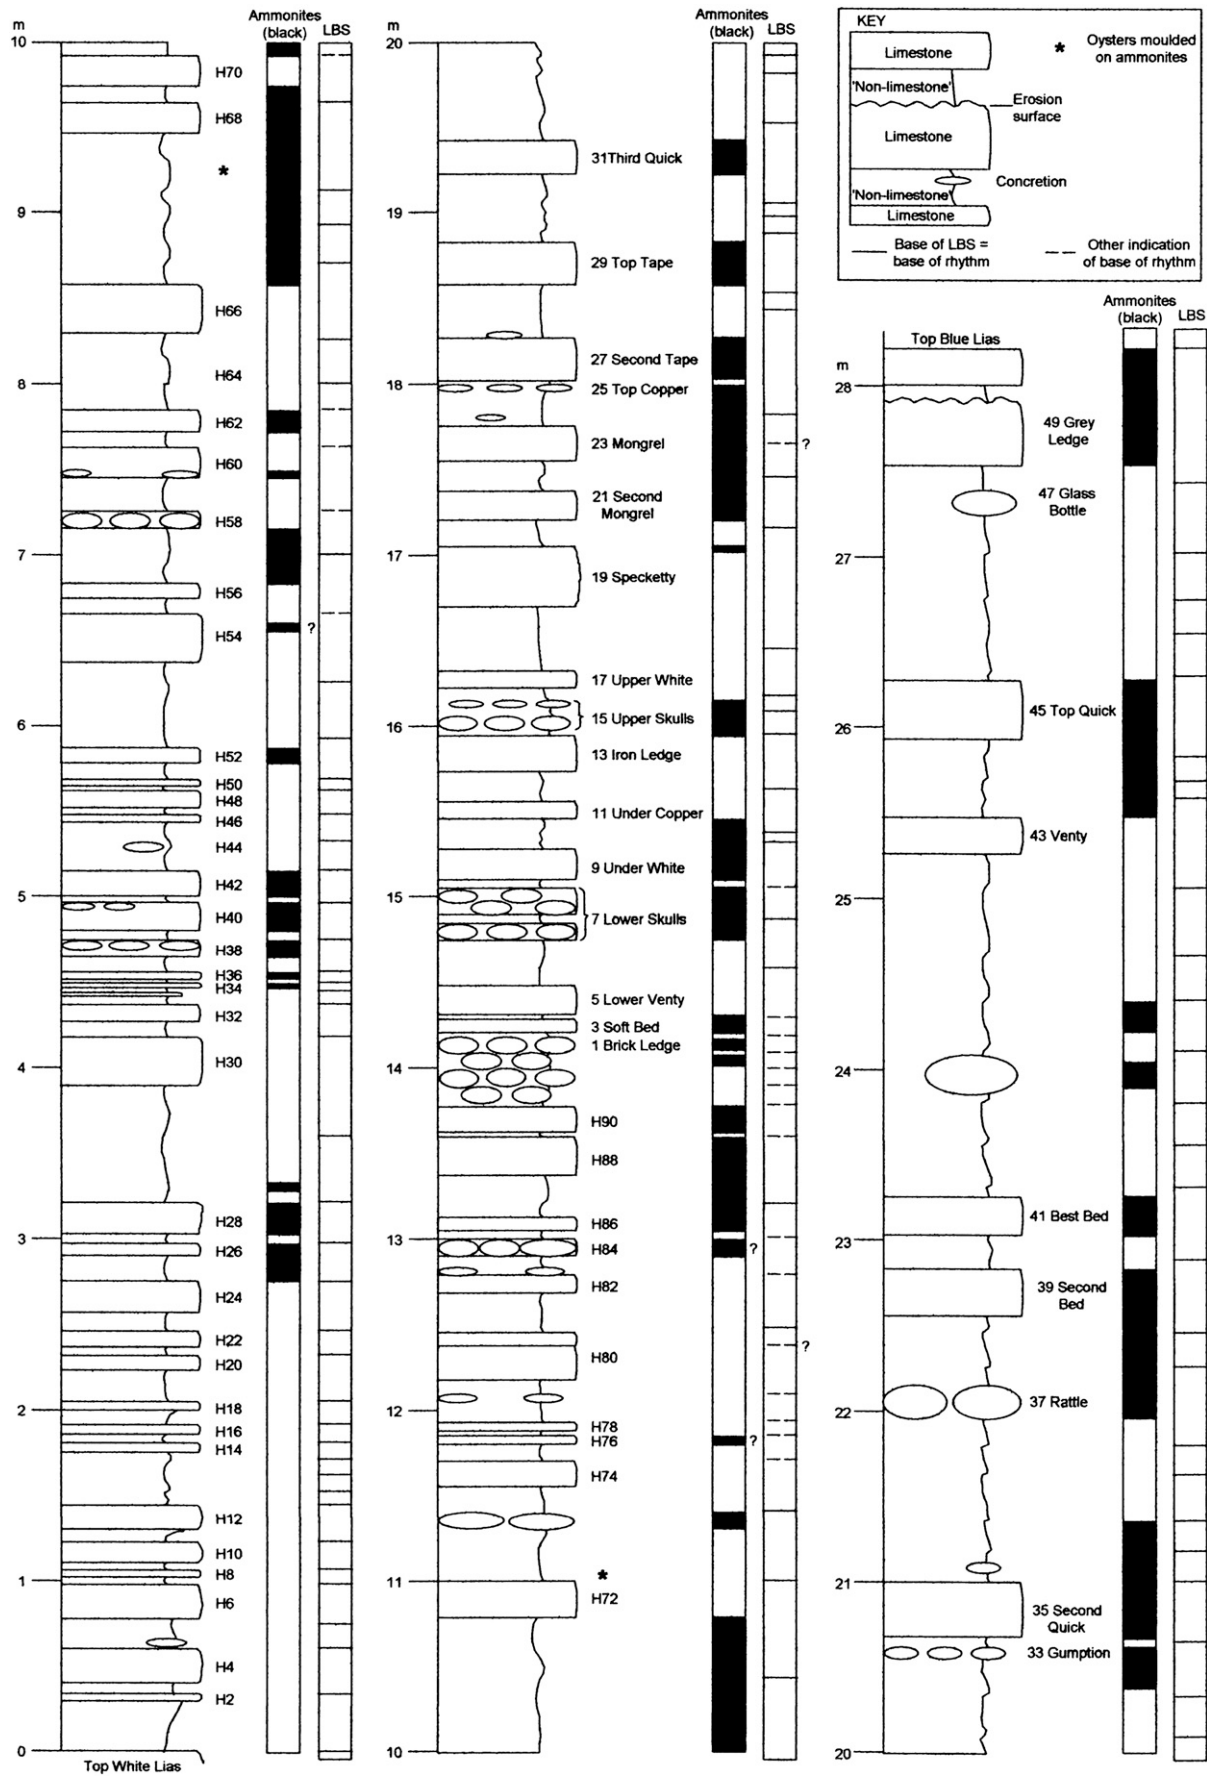 m
Ammonites
(black)
LBS
10
H70
H68
*
9
H66
H64
8
H62
H60
H58
7
H56
H54
?
6
H52
H50
H48
H46
H44
5
H42
H40
H38
H36
H34
H32
4
H30
H28
3
H26
H24
H22
H20
2
H18
H16
H14
H12
H10
1
H8
H6
H4
H2
0
Top White Lias
m
Ammonites
(black)
LBS
20
31Third Quick
19
29 Top Tape
27 Second Tape
18
25 Top Copper
23 Mongrel
?
21 Second
Mongrel
17
19 Specketty
17 Upper White
16
15 Upper Skulls
13 Iron Ledge
11 Under Copper
9 Under White
15
7 Lower Skulls
5 Lower Venty
3 Soft Bed
1 Brick Ledge
14
H90
H88
H86
13
H84
?
H82
?
H80
12
H78
H76
?
H74
*
11
H72
10
KEY
Limestone
*
Oysters moulded
on ammonites
'Non-limestone'
Erosion
surface
Limestone
Concretion
'Non-limestone'
Limestone
Base of LBS =
base of rhythm
Other indication
of base of rhythm
Ammonites
(black)
LBS
Top Blue Lias
m
28
49 Grey
Ledge
47 Glass
Bottle
27
45 Top Quick
26
43 Venty
25
24
41 Best Bed
23
39 Second
Bed
37 Rattle
22
21
35 Second
Quick
33 Gumption
20